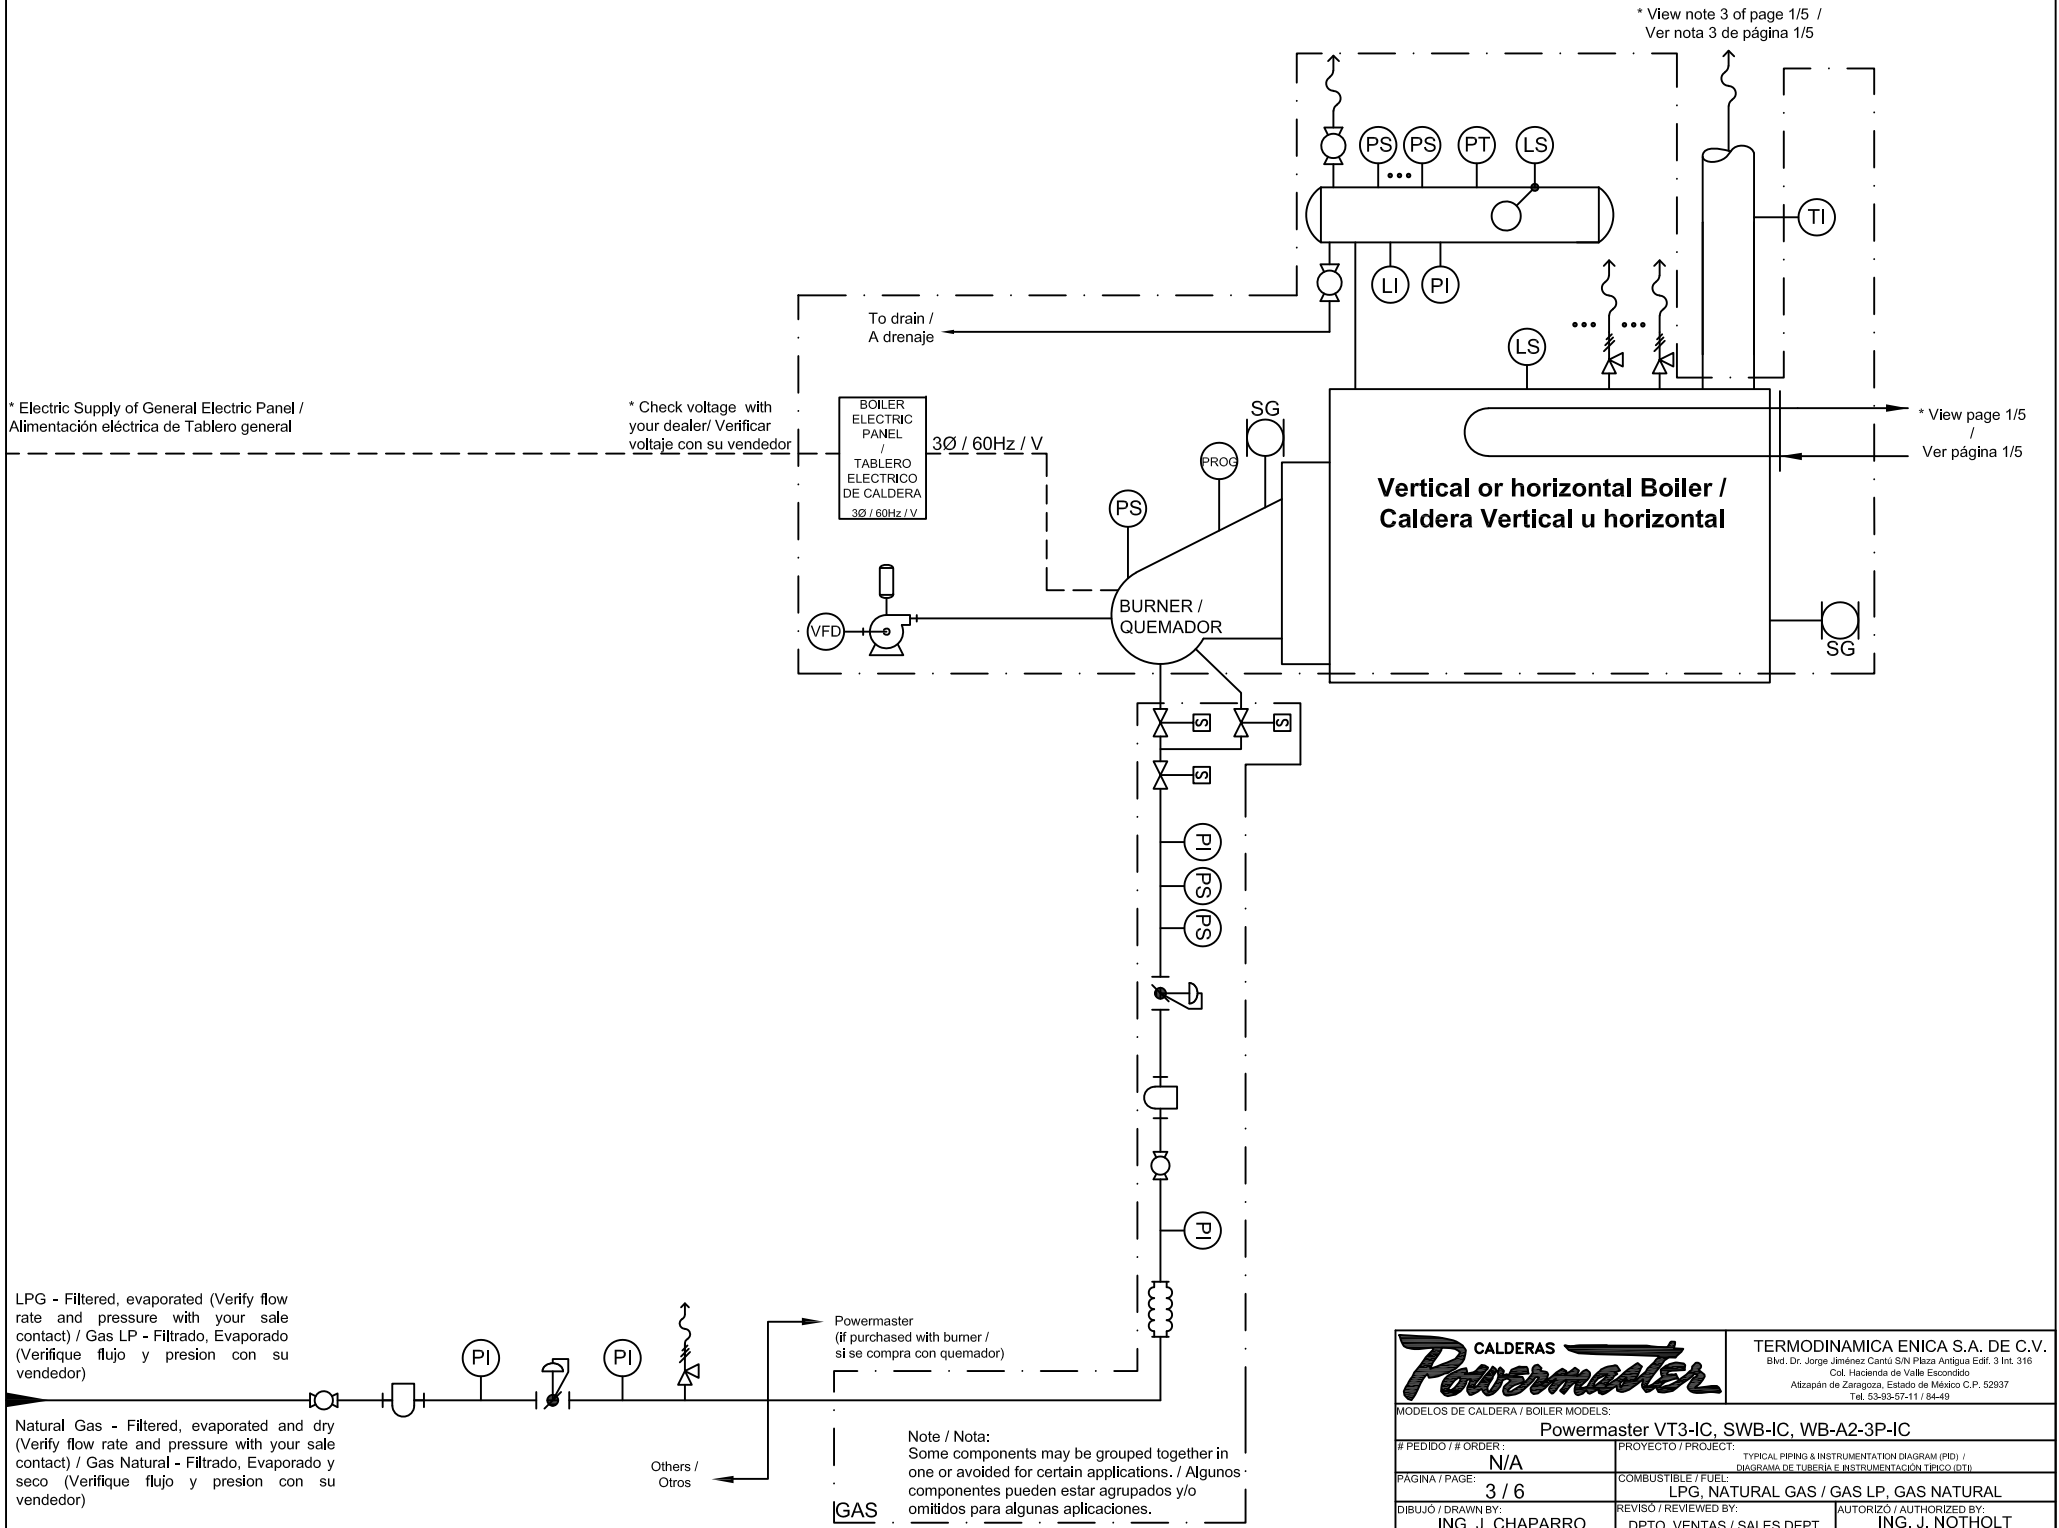 * View note 3 of page 1/5 /
Ver nota 3 de página 1/5
PS
PS
PT
LS
TI
LI
PI
To drain /
A drenaje
LS
* Electric Supply of General Electric Panel /
Alimentación eléctrica de Tablero general
* Check voltage with
your dealer/ Verificar
voltaje con su vendedor
BOILER
ELECTRIC
PANEL
/
TABLERO
ELECTRICO
DE CALDERA
3Ø / 60Hz / V
3Ø / 60Hz / V
SG
PROG
PS
* View page 1/5
/
Ver página 1/5
Vertical or horizontal Boiler /
Caldera Vertical u horizontal
BURNER /
QUEMADOR
VFD
SG
S
S
S
PI
PS
PS
PI
LPG - Filtered, evaporated (Verify flow
rate and pressure with your sale
contact) / Gas LP - Filtrado, Evaporado
(Verifique flujo y presion con su
vendedor)
PI
PI
Powermaster
(if purchased with burner /
si se compra con quemador)
Natural Gas - Filtered, evaporated and dry
(Verify flow rate and pressure with your sale
contact) / Gas Natural - Filtrado, Evaporado y
seco (Verifique flujo y presion con su
vendedor)
Others /
Otros
Note / Nota:
Some components may be grouped together in
one or avoided for certain applications. / Algunos
componentes pueden estar agrupados y/o
omitidos para algunas aplicaciones.
GAS
CALDERAS
Powermaster
TERMODINAMICA ENICA S.A. DE C.V.
Blvd. Dr. Jorge Jiménez Cantú S/N Plaza Antigua Edif. 3 Int. 316
Col. Hacienda de Valle Escondido
Atizapán de Zaragoza, Estado de México C.P. 52937
Tel. 53-93-57-11 / 84-49
MODELOS DE CALDERA / BOILER MODELS:
Powermaster VT3-IC, SWB-IC, WB-A2-3P-IC
# PEDIDO / # ORDER :
N/A
PROYECTO / PROJECT:
TYPICAL PIPING & INSTRUMENTATION DIAGRAM (PID) /
DIAGRAMA DE TUBERÍA E INSTRUMENTACIÓN TÍPICO (DTI)
PÁGINA / PAGE:
3 / 6
COMBUSTIBLE / FUEL:
LPG, NATURAL GAS / GAS LP, GAS NATURAL
DIBUJÓ / DRAWN BY:
ING. J. CHAPARRO
REVISÓ / REVIEWED BY:
DPTO. VENTAS / SALES DEPT.
AUTORIZÓ / AUTHORIZED BY:
ING. J. NOTHOLT